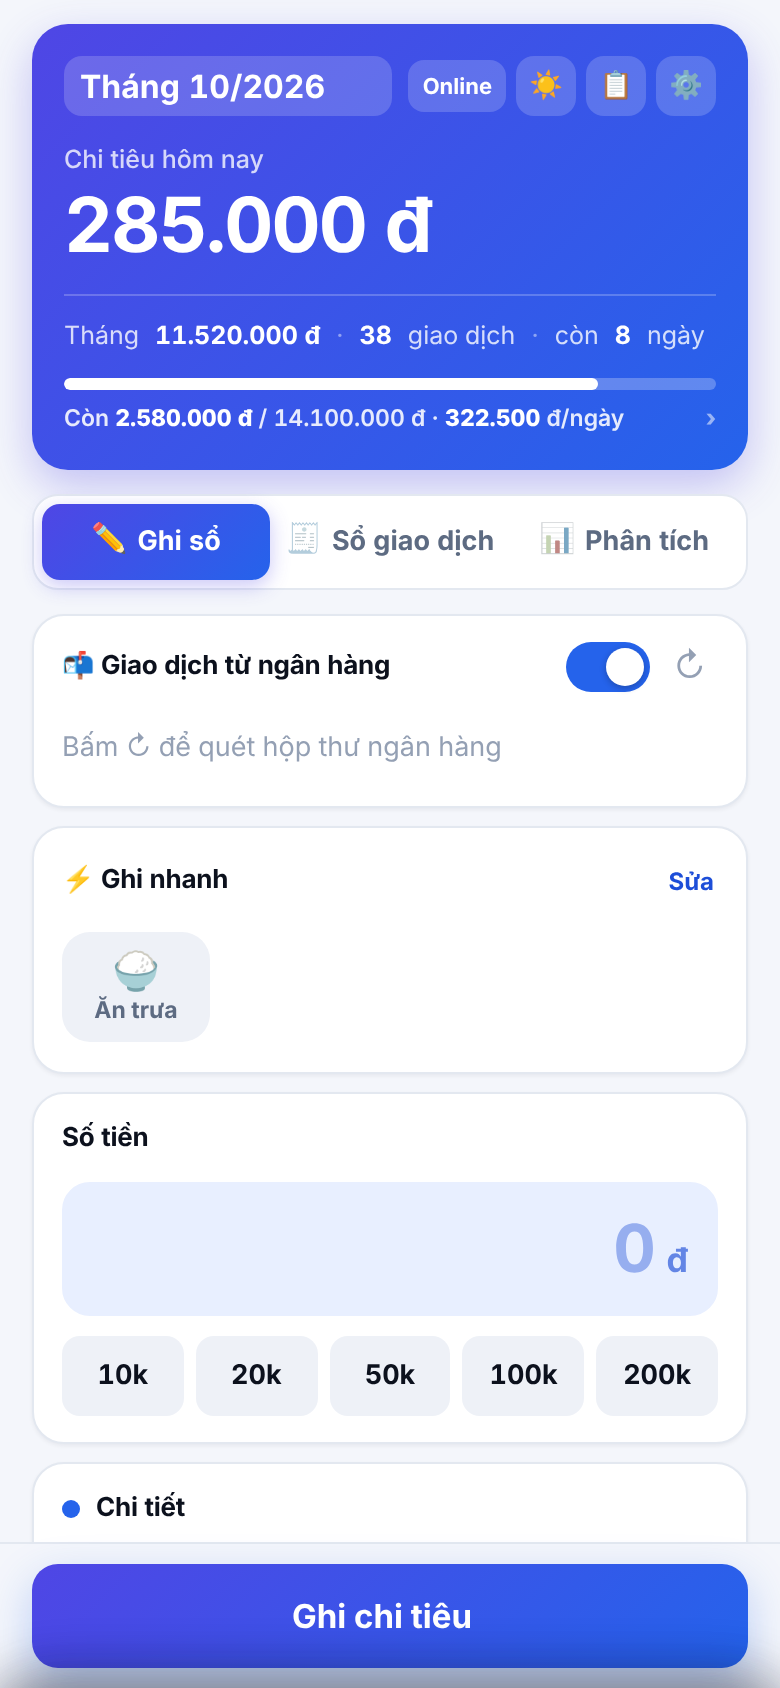 Tháng 10/2026
Online
Chi tiêu hôm nay
285.000 đ
Tháng 11.520.000 đ · 38 giao dịch · còn 8 ngày
Còn 2.580.000 đ / 14.100.000 đ · 322.500 đ/ngày ›
Ghi sổ
Sổ giao dịch
Phân tích
Giao dịch từ ngân hàng
Bấm ↻ để quét hộp thư ngân hàng
Ghi nhanh
Sửa
Ăn trưa
Số tiền
0 đ
10k 20k 50k 100k 200k
Chi tiết
Ghi chi tiêu